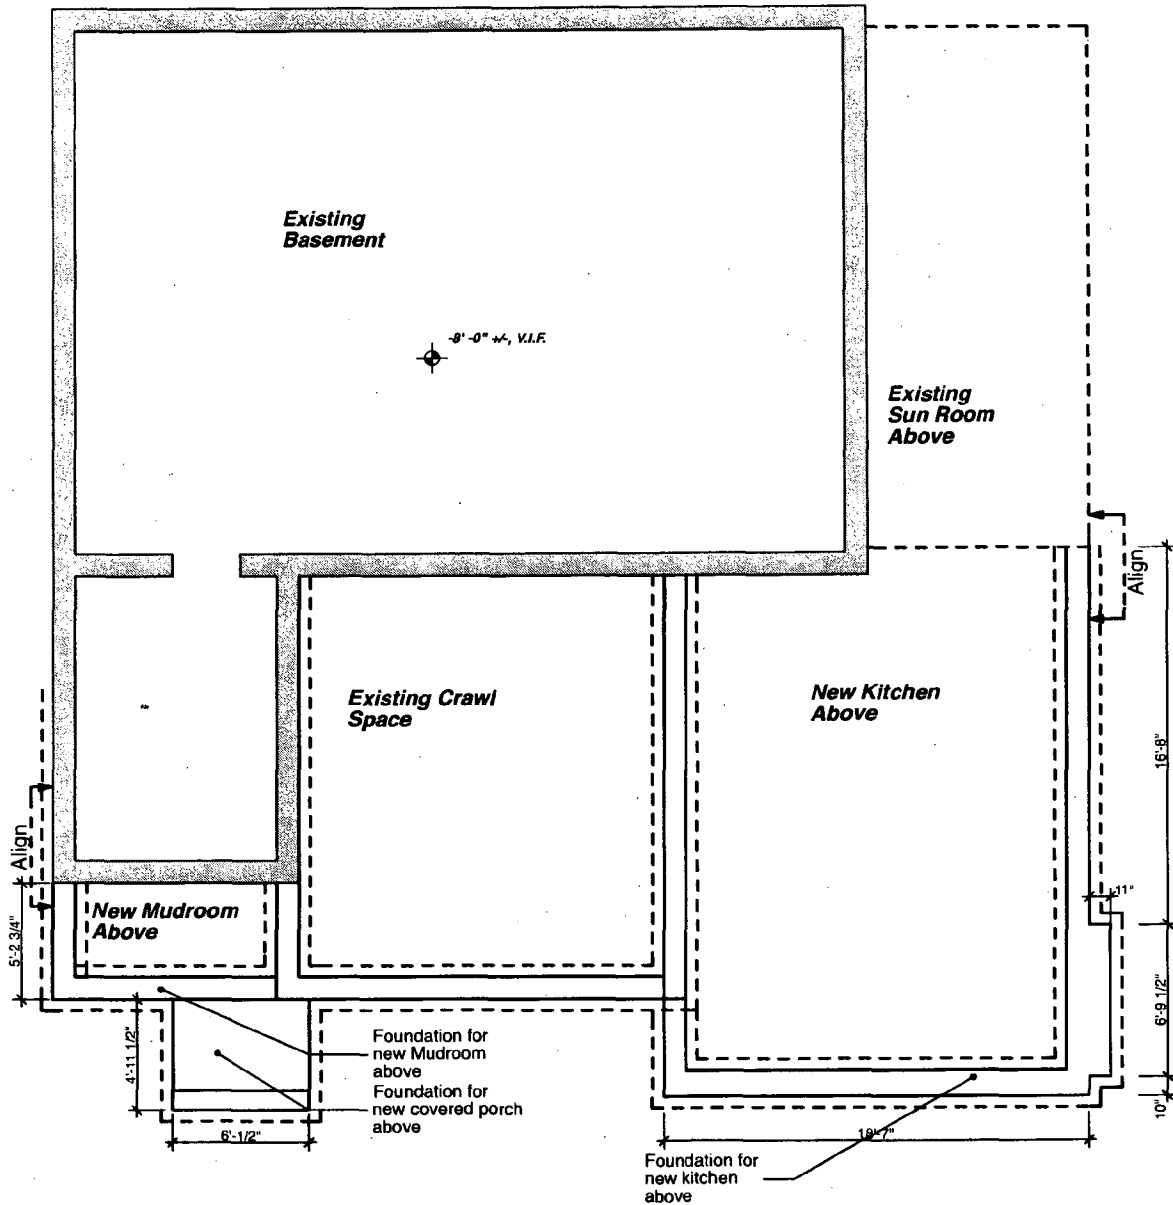 Existing
Basement
-8' -0" +/-, V.I.F.
Existing
Sun Room
Above
Align
Existing Crawl
Space
New Kitchen
Above
16'-8"
Align
11"
New Mudroom
Above
5'-2 3/4"
6'-9 1/2"
4'-11 1/2"
Foundation for
new Mudroom
above
Foundation for
new covered porch
above
10"
6'-1/2"
18'-7"
Foundation for
new kitchen
above